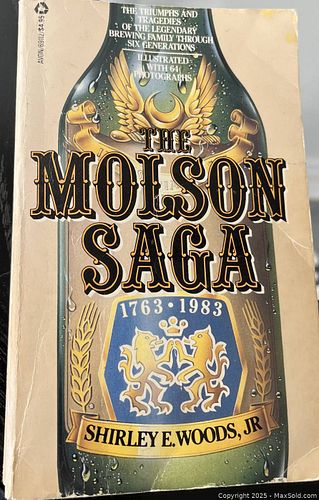 THE TRIUMPHS AND
TRAGEDIES
OF THE LEGENDARY
BREWING FAMILY THROUGH
SIX GENERATIONS
ILLUSTRATED
WITH 64
PHOTOGRAPHS
THE
MOLSON
SAGA
1763 · 1983
SHIRLEY E. WOODS, JR
Copyright 2025 - MaxSold.com